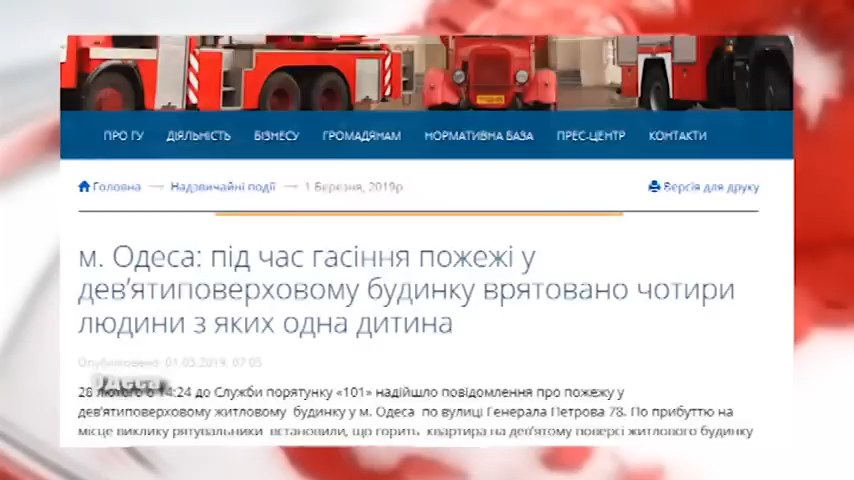 ПРО ГУ ДІЯЛЬНІСТЬ БІЗНЕСУ ГРОМАДЯНАМ НОРМАТИВНА БАЗА ПРЕС-ЦЕНТР КОНТАКТИ
Головна — Надзвичайні події — 1 Березня, 2019р Версія для друку
м. Одеса: під час гасіння пожежі у
дев’ятиповерховому будинку врятовано чотири
людини з яких одна дитина
Опубліковано: 01.03.2019, 07:05
Одеса
28 лютого о 14:24 до Служби порятунку «101» надійшло повідомлення про пожежу у
дев’ятиповерховому житловому будинку у м. Одеса по вулиці Генерала Петрова 78. По прибуттю на
місце виклику рятувальники встановили, що горить квартира на дев’ятому поверсі житлового будинку